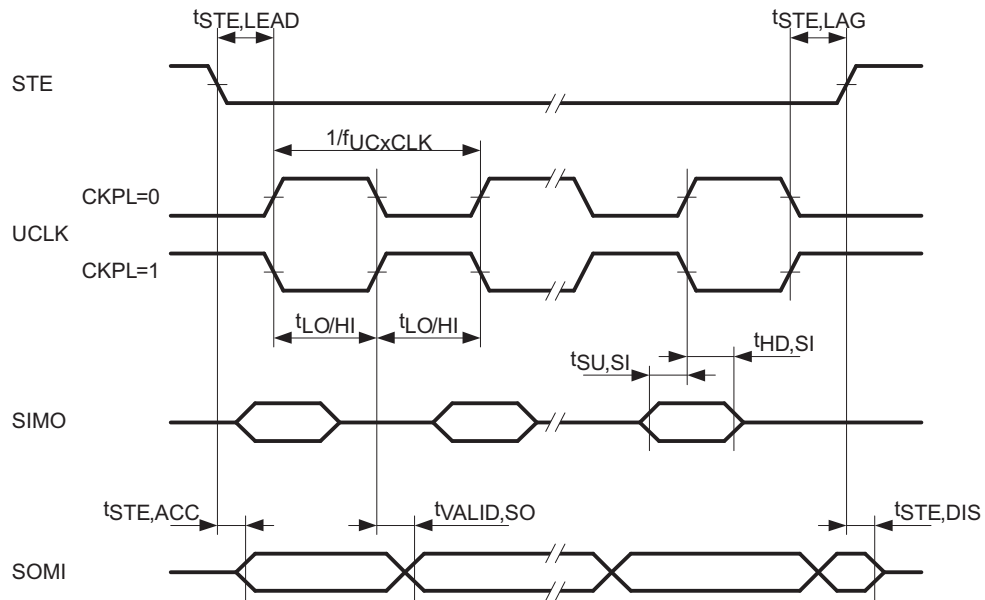 tSTE,LEAD
tSTE,LAG
STE
1/fUCxCLK
CKPL=0
UCLK
CKPL=1
tLO/HI
tLO/HI
tHD,SI
tSU,SI
SIMO
tSTE,ACC
tVALID,SO
tSTE,DIS
SOMI